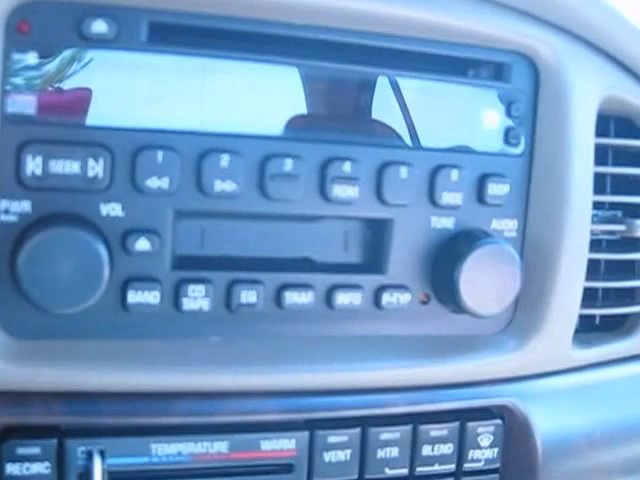 SEEK 1 2 3 4 5 6 DISP
RDM SIDE
PWR VOL TUNE AUDIO
BAND CD TAPE EQ TRAF INFO P-TYP
TEMPERATURE WARM
RECIRC VENT HTR BLEND FRONT